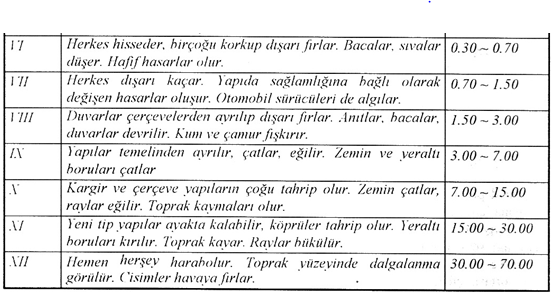 VI Herkes hisseder, birçoğu korkup dışarı fırlar. Bacalar, sıvalar 0.30 ~ 0.70
düşer. Hafif hasarlar olur.
VII Herkes dışarı kaçar. Yapıda sağlamlığına bağlı olarak 0.70 ~ 1.50
değişen hasarlar oluşur. Otomobil sürücüleri de algılar.
VIII Duvarlar çerçevelerden ayrılıp dışarı fırlar. Anıtlar, bacalar, 1.50 ~ 3.00
duvarlar devrilir. Kum ve çamur fışkırır.
IX Yapılar temelinden ayrılır, çatlar, eğilir. Zemin ve yeraltı 3.00 ~ 7.00
boruları çatlar
X Kargir ve çerçeve yapıların çoğu tahrip olur. Zemin çatlar, 7.00 ~ 15.00
raylar eğilir. Toprak kaymaları olur.
XI Yeni tip yapılar ayakta kalabilir, köprüler tahrip olur. Yeraltı 15.00 ~ 30.00
boruları kırılır. Toprak kayar. Raylar bükülür.
XII Hemen herşey harabolur. Toprak yüzeyinde dalgalanma 30.00 ~ 70.00
görülür. Cisimler havaya fırlar.